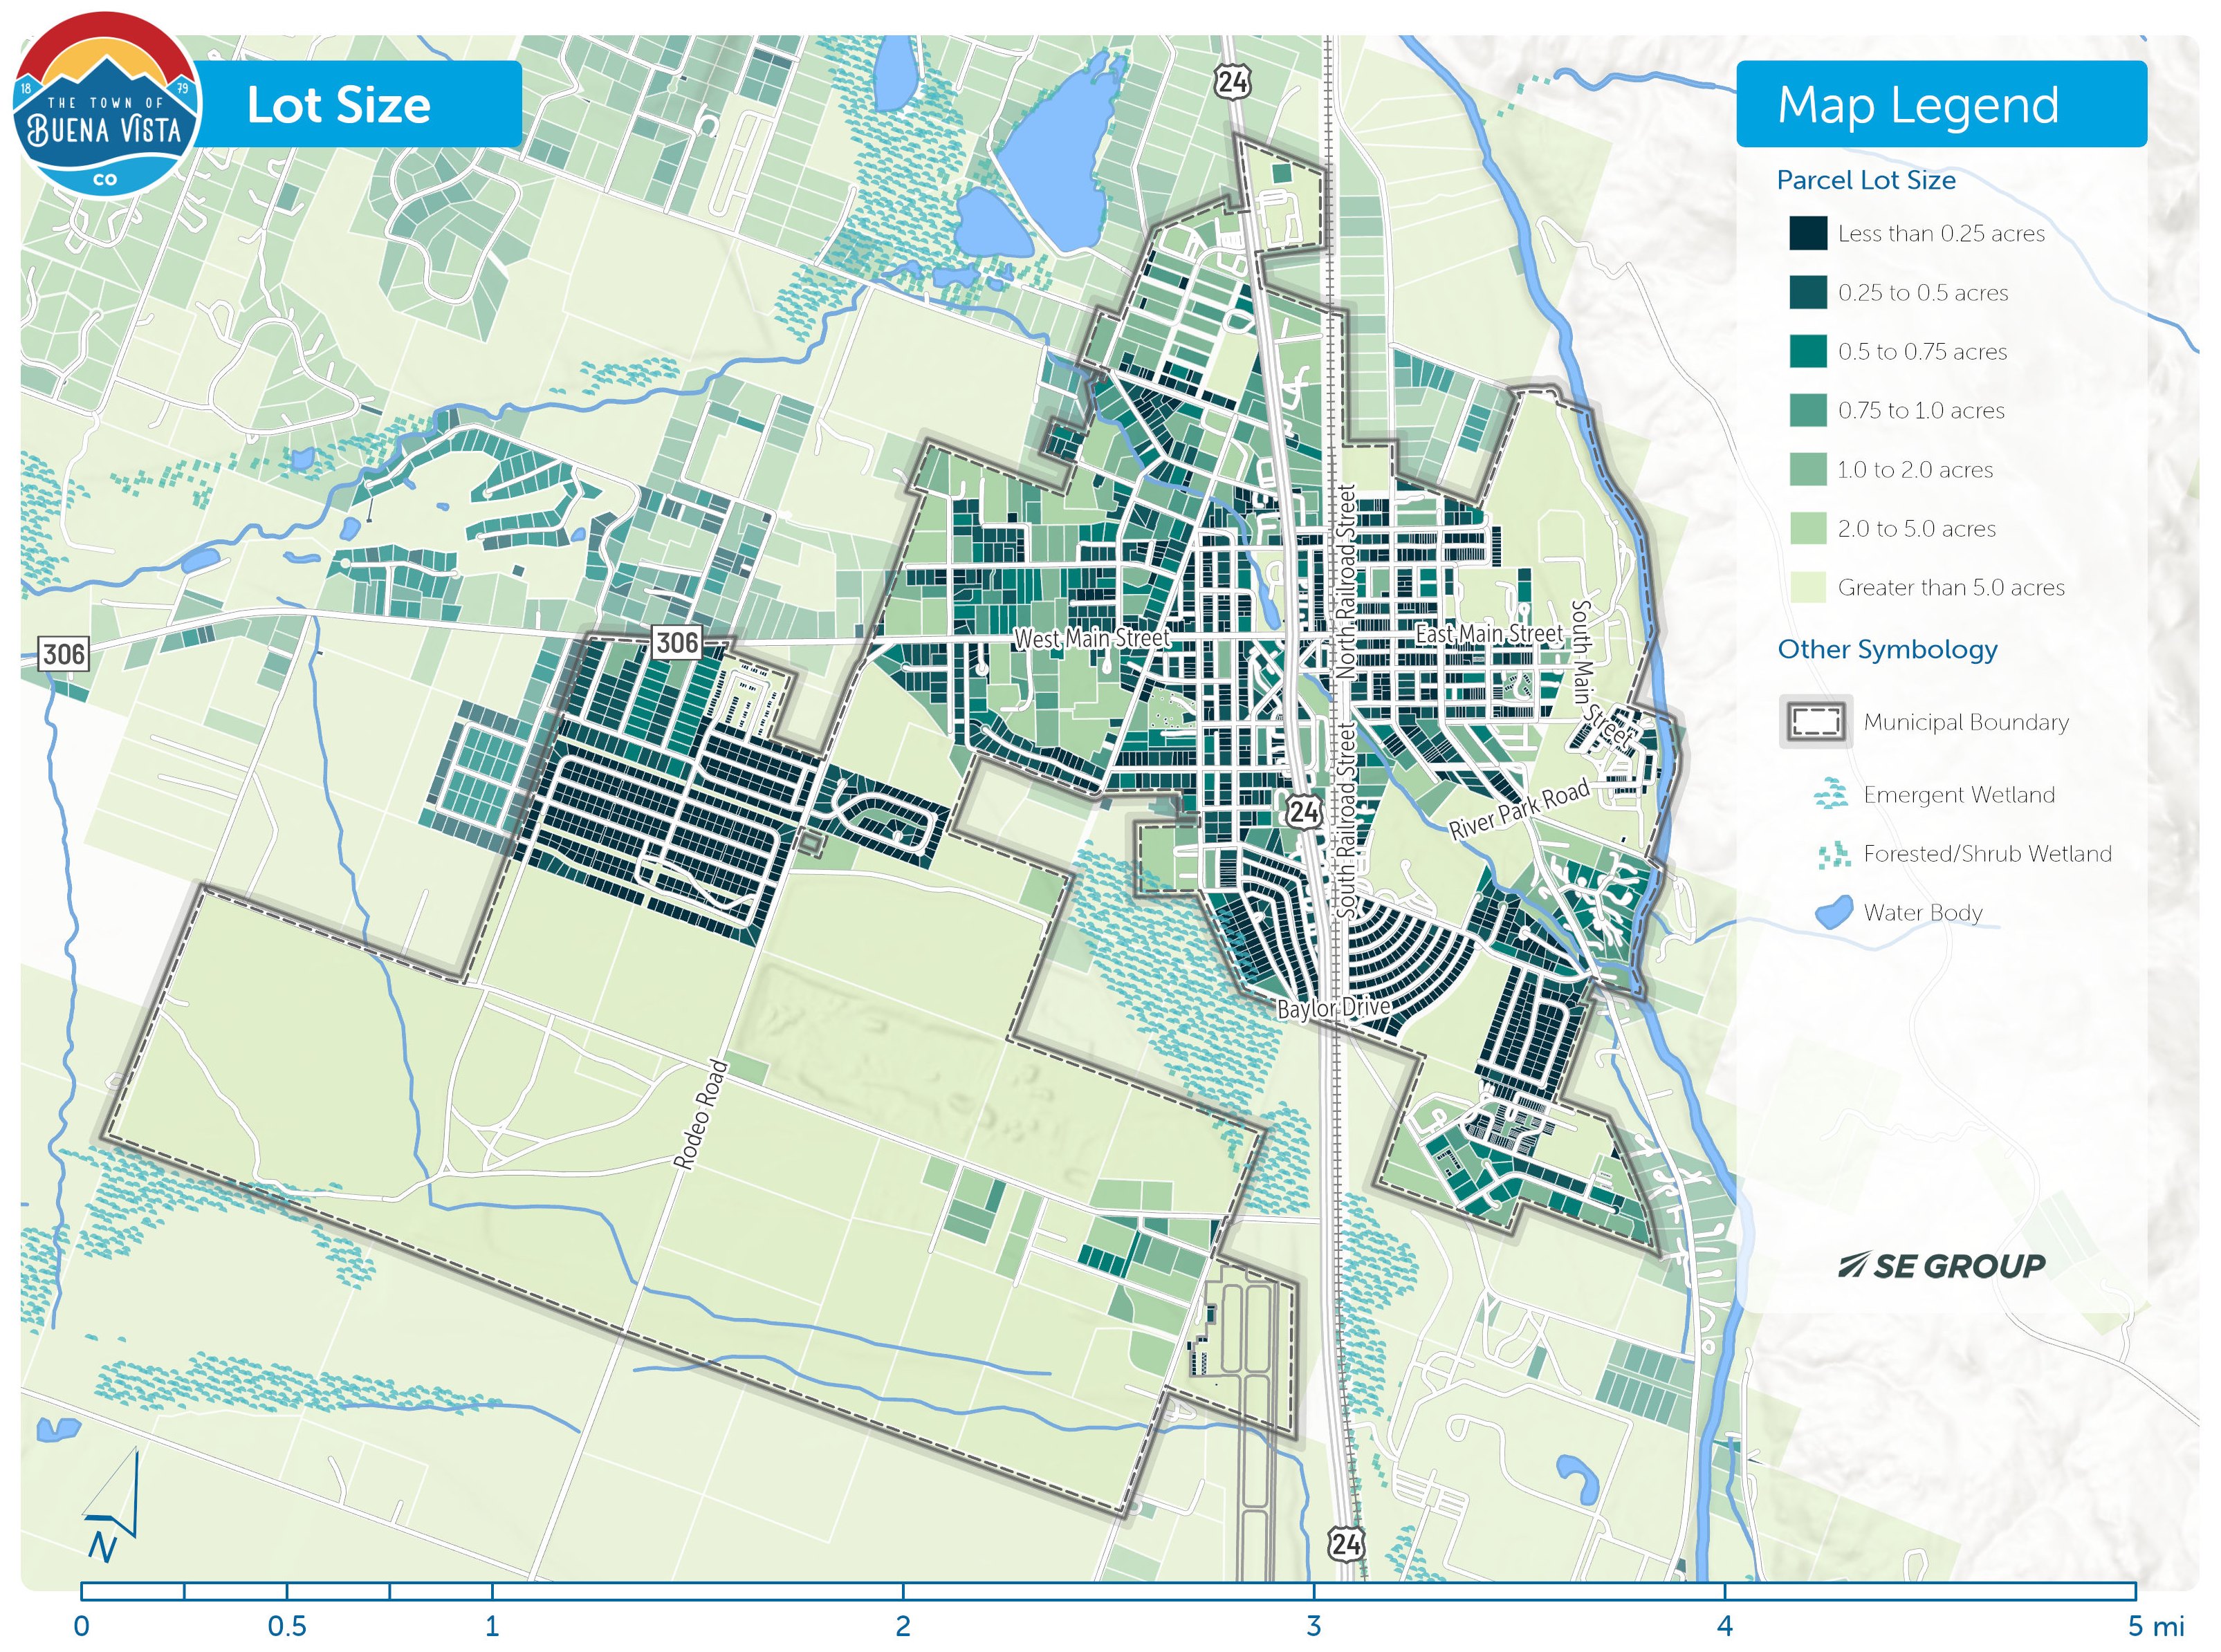 18 79
THE TOWN OF
BUENA VISTA
CO
Lot Size
Map Legend
Parcel Lot Size
Less than 0.25 acres
0.25 to 0.5 acres
0.5 to 0.75 acres
0.75 to 1.0 acres
1.0 to 2.0 acres
2.0 to 5.0 acres
Greater than 5.0 acres
Other Symbology
Municipal Boundary
Emergent Wetland
Forested/Shrub Wetland
Water Body
SE GROUP
24
306
306
West Main Street
East Main Street
North Railroad Street
South Main Street
South Railroad Street
24
River Park Road
Baylor Drive
Rodeo Road
24
N
0 0.5 1 2 3 4 5 mi